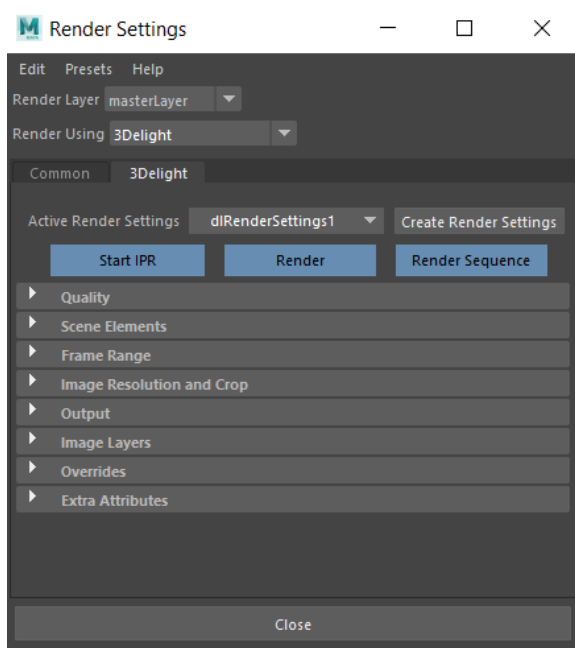 Render Settings
Edit Presets Help
Render Layer masterLayer
Render Using 3Delight
Common 3Delight
Active Render Settings dlRenderSettings1 Create Render Settings
Start IPR Render Render Sequence
Quality
Scene Elements
Frame Range
Image Resolution and Crop
Output
Image Layers
Overrides
Extra Attributes
Close